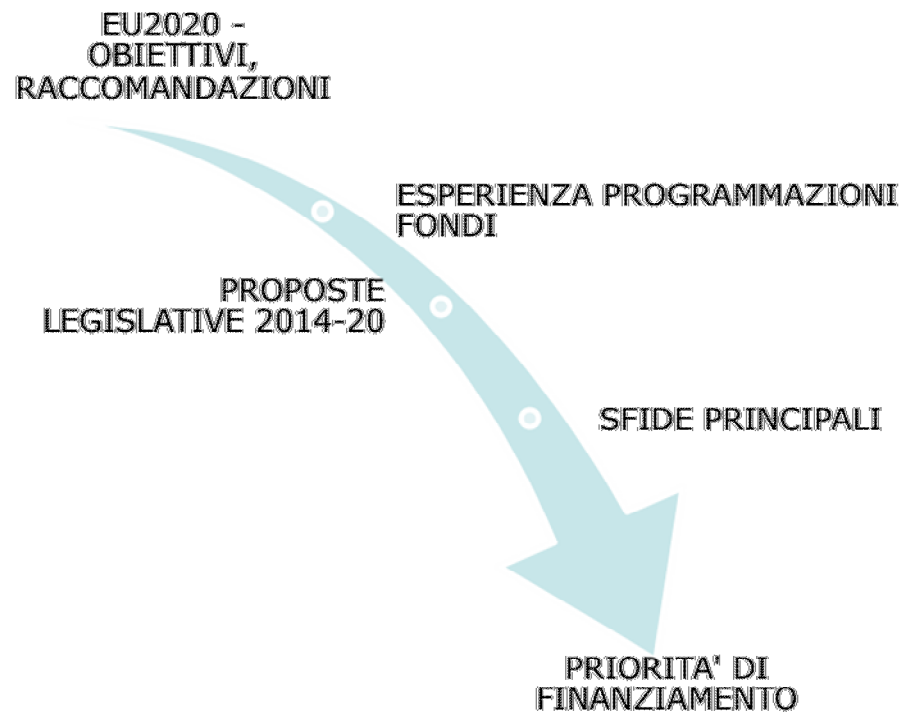 EU2020 -
OBIETTIVI,
RACCOMANDAZIONI
ESPERIENZA PROGRAMMAZIONI
FONDI
PROPOSTE
LEGISLATIVE 2014-20
SFIDE PRINCIPALI
PRIORITA' DI
FINANZIAMENTO